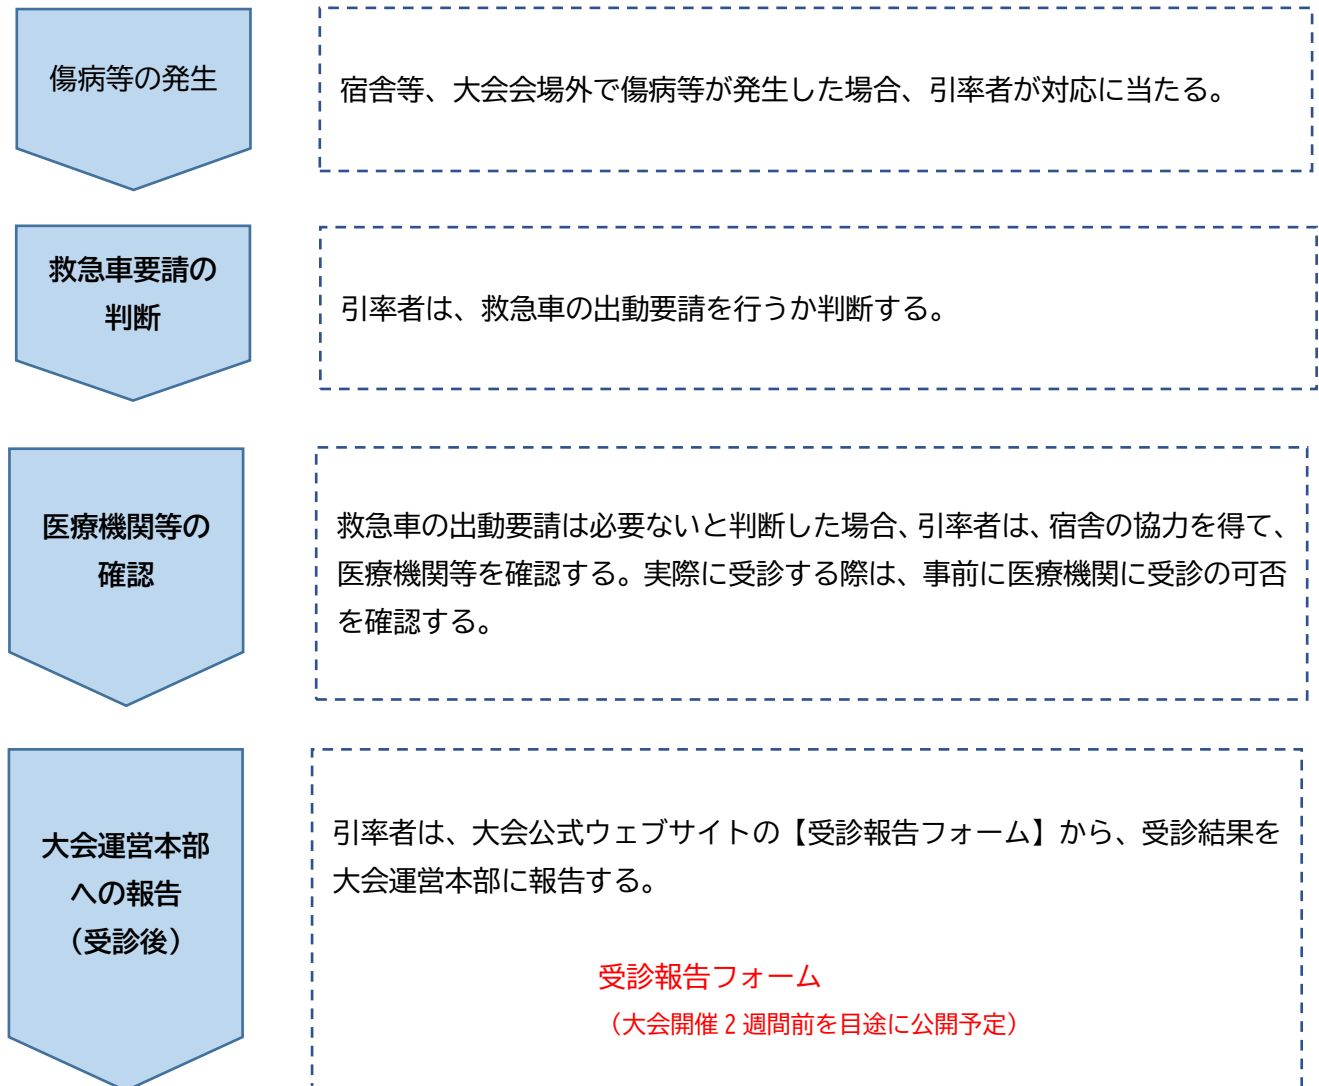 傷病等の発生
宿舎等、大会会場外で傷病等が発生した場合、引率者が対応に当たる。
救急車要請の
判断
引率者は、救急車の出動要請を行うか判断する。
医療機関等の
確認
救急車の出動要請は必要ないと判断した場合、引率者は、宿舎の協力を得て、
医療機関等を確認する。実際に受診する際は、事前に医療機関に受診の可否
を確認する。
大会運営本部
への報告
（受診後）
引率者は、大会公式ウェブサイトの【受診報告フォーム】から、受診結果を
大会運営本部に報告する。
受診報告フォーム
（大会開催２週間前を目途に公開予定）